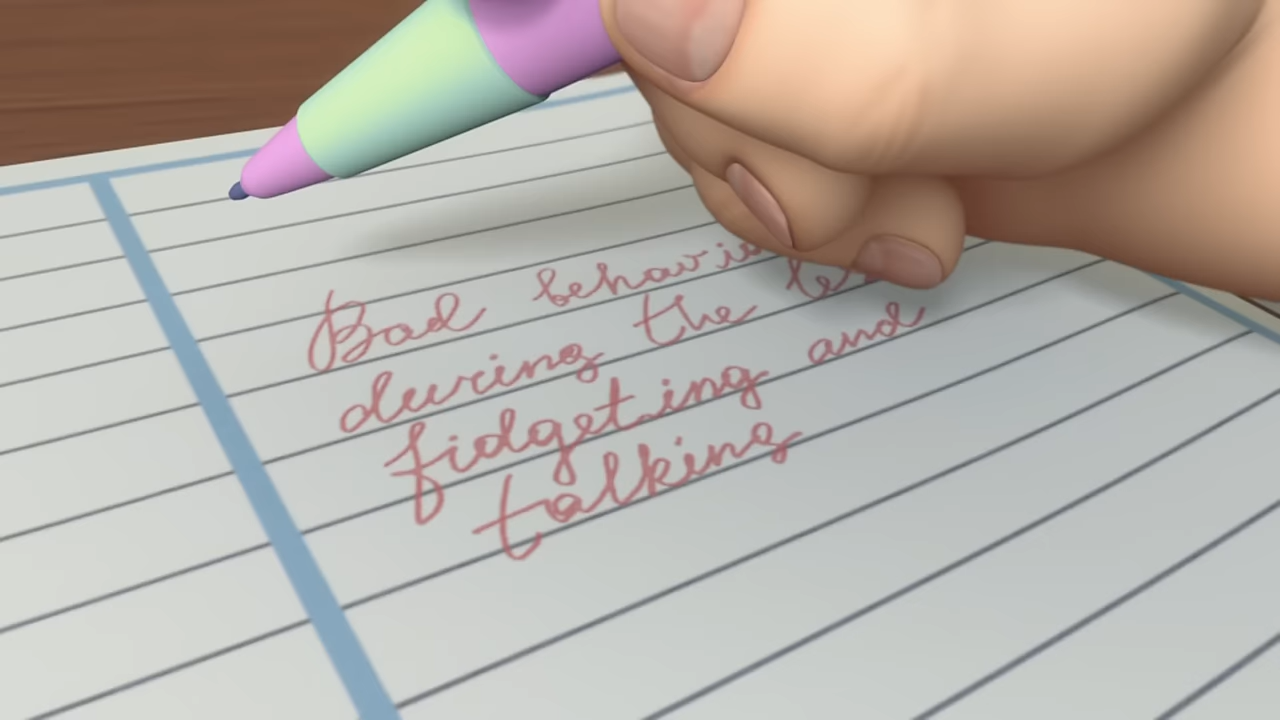 Bad
during the
fidgeting and
talking